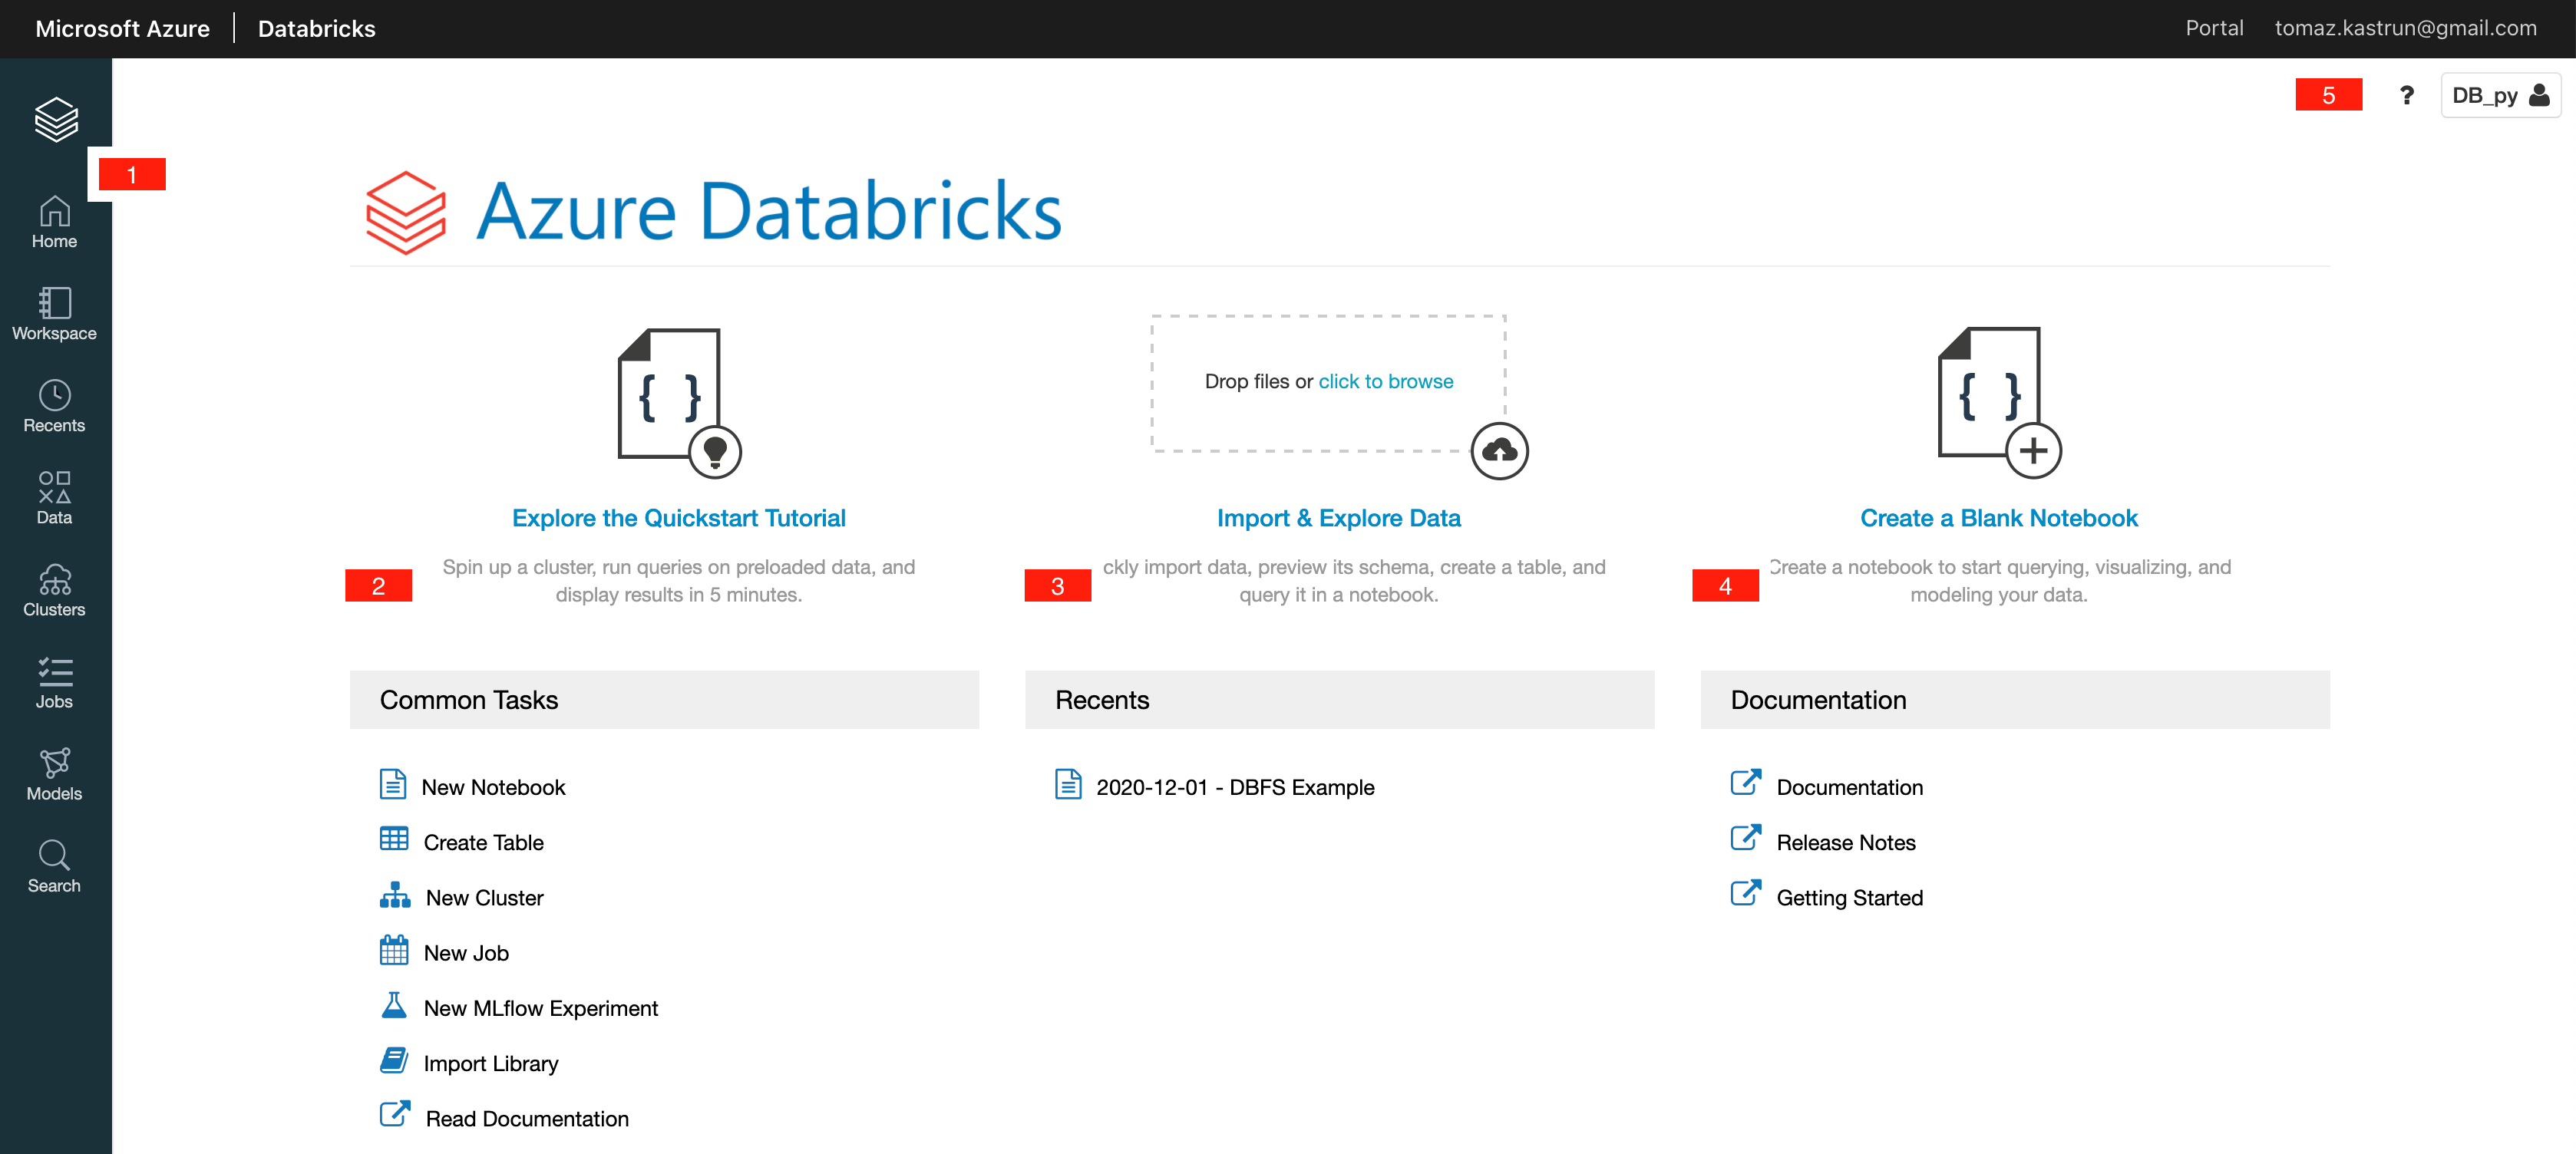 Microsoft Azure | Databricks
Portal tomaz.kastrun@gmail.com
5 ? DB_py
1
Home
Workspace
Recents
Data
Clusters
Jobs
Models
Search
Azure Databricks
{ }
Explore the Quickstart Tutorial
Spin up a cluster, run queries on preloaded data, and
display results in 5 minutes.
2
Drop files or click to browse
Import & Explore Data
ckly import data, preview its schema, create a table, and
query it in a notebook.
3
{ }
Create a Blank Notebook
Create a notebook to start querying, visualizing, and
modeling your data.
4
Common Tasks
New Notebook
Create Table
New Cluster
New Job
New MLflow Experiment
Import Library
Read Documentation
Recents
2020-12-01 - DBFS Example
Documentation
Documentation
Release Notes
Getting Started